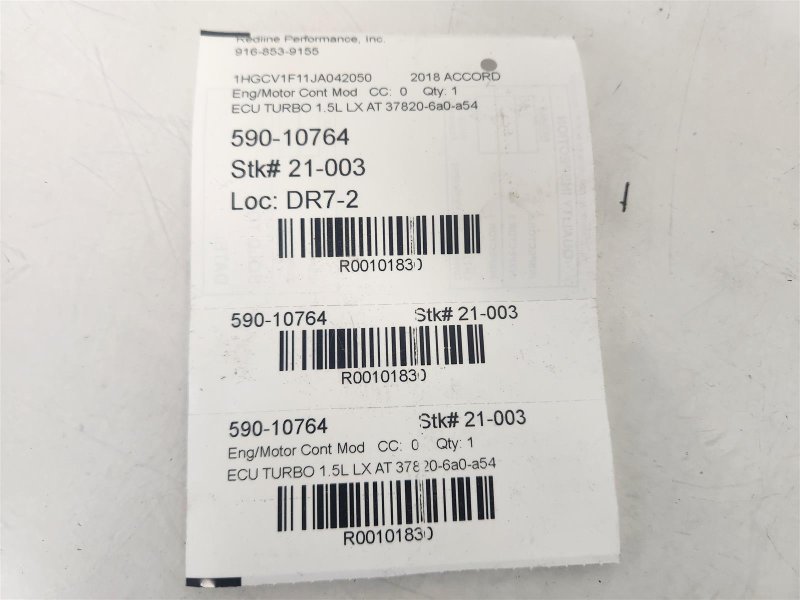 Redline Performance, Inc.
916-853-9155
1HGCV1F11JA042050 2018 ACCORD
Eng/Motor Cont Mod CC: 0 Qty: 1
ECU TURBO 1.5L LX AT 37820-6a0-a54
590-10764
Stk# 21-003
Loc: DR7-2
R00101830
590-10764 Stk# 21-003
R00101830
590-10764 Stk# 21-003
Eng/Motor Cont Mod CC: 0 Qty: 1
ECU TURBO 1.5L LX AT 37820-6a0-a54
R00101830